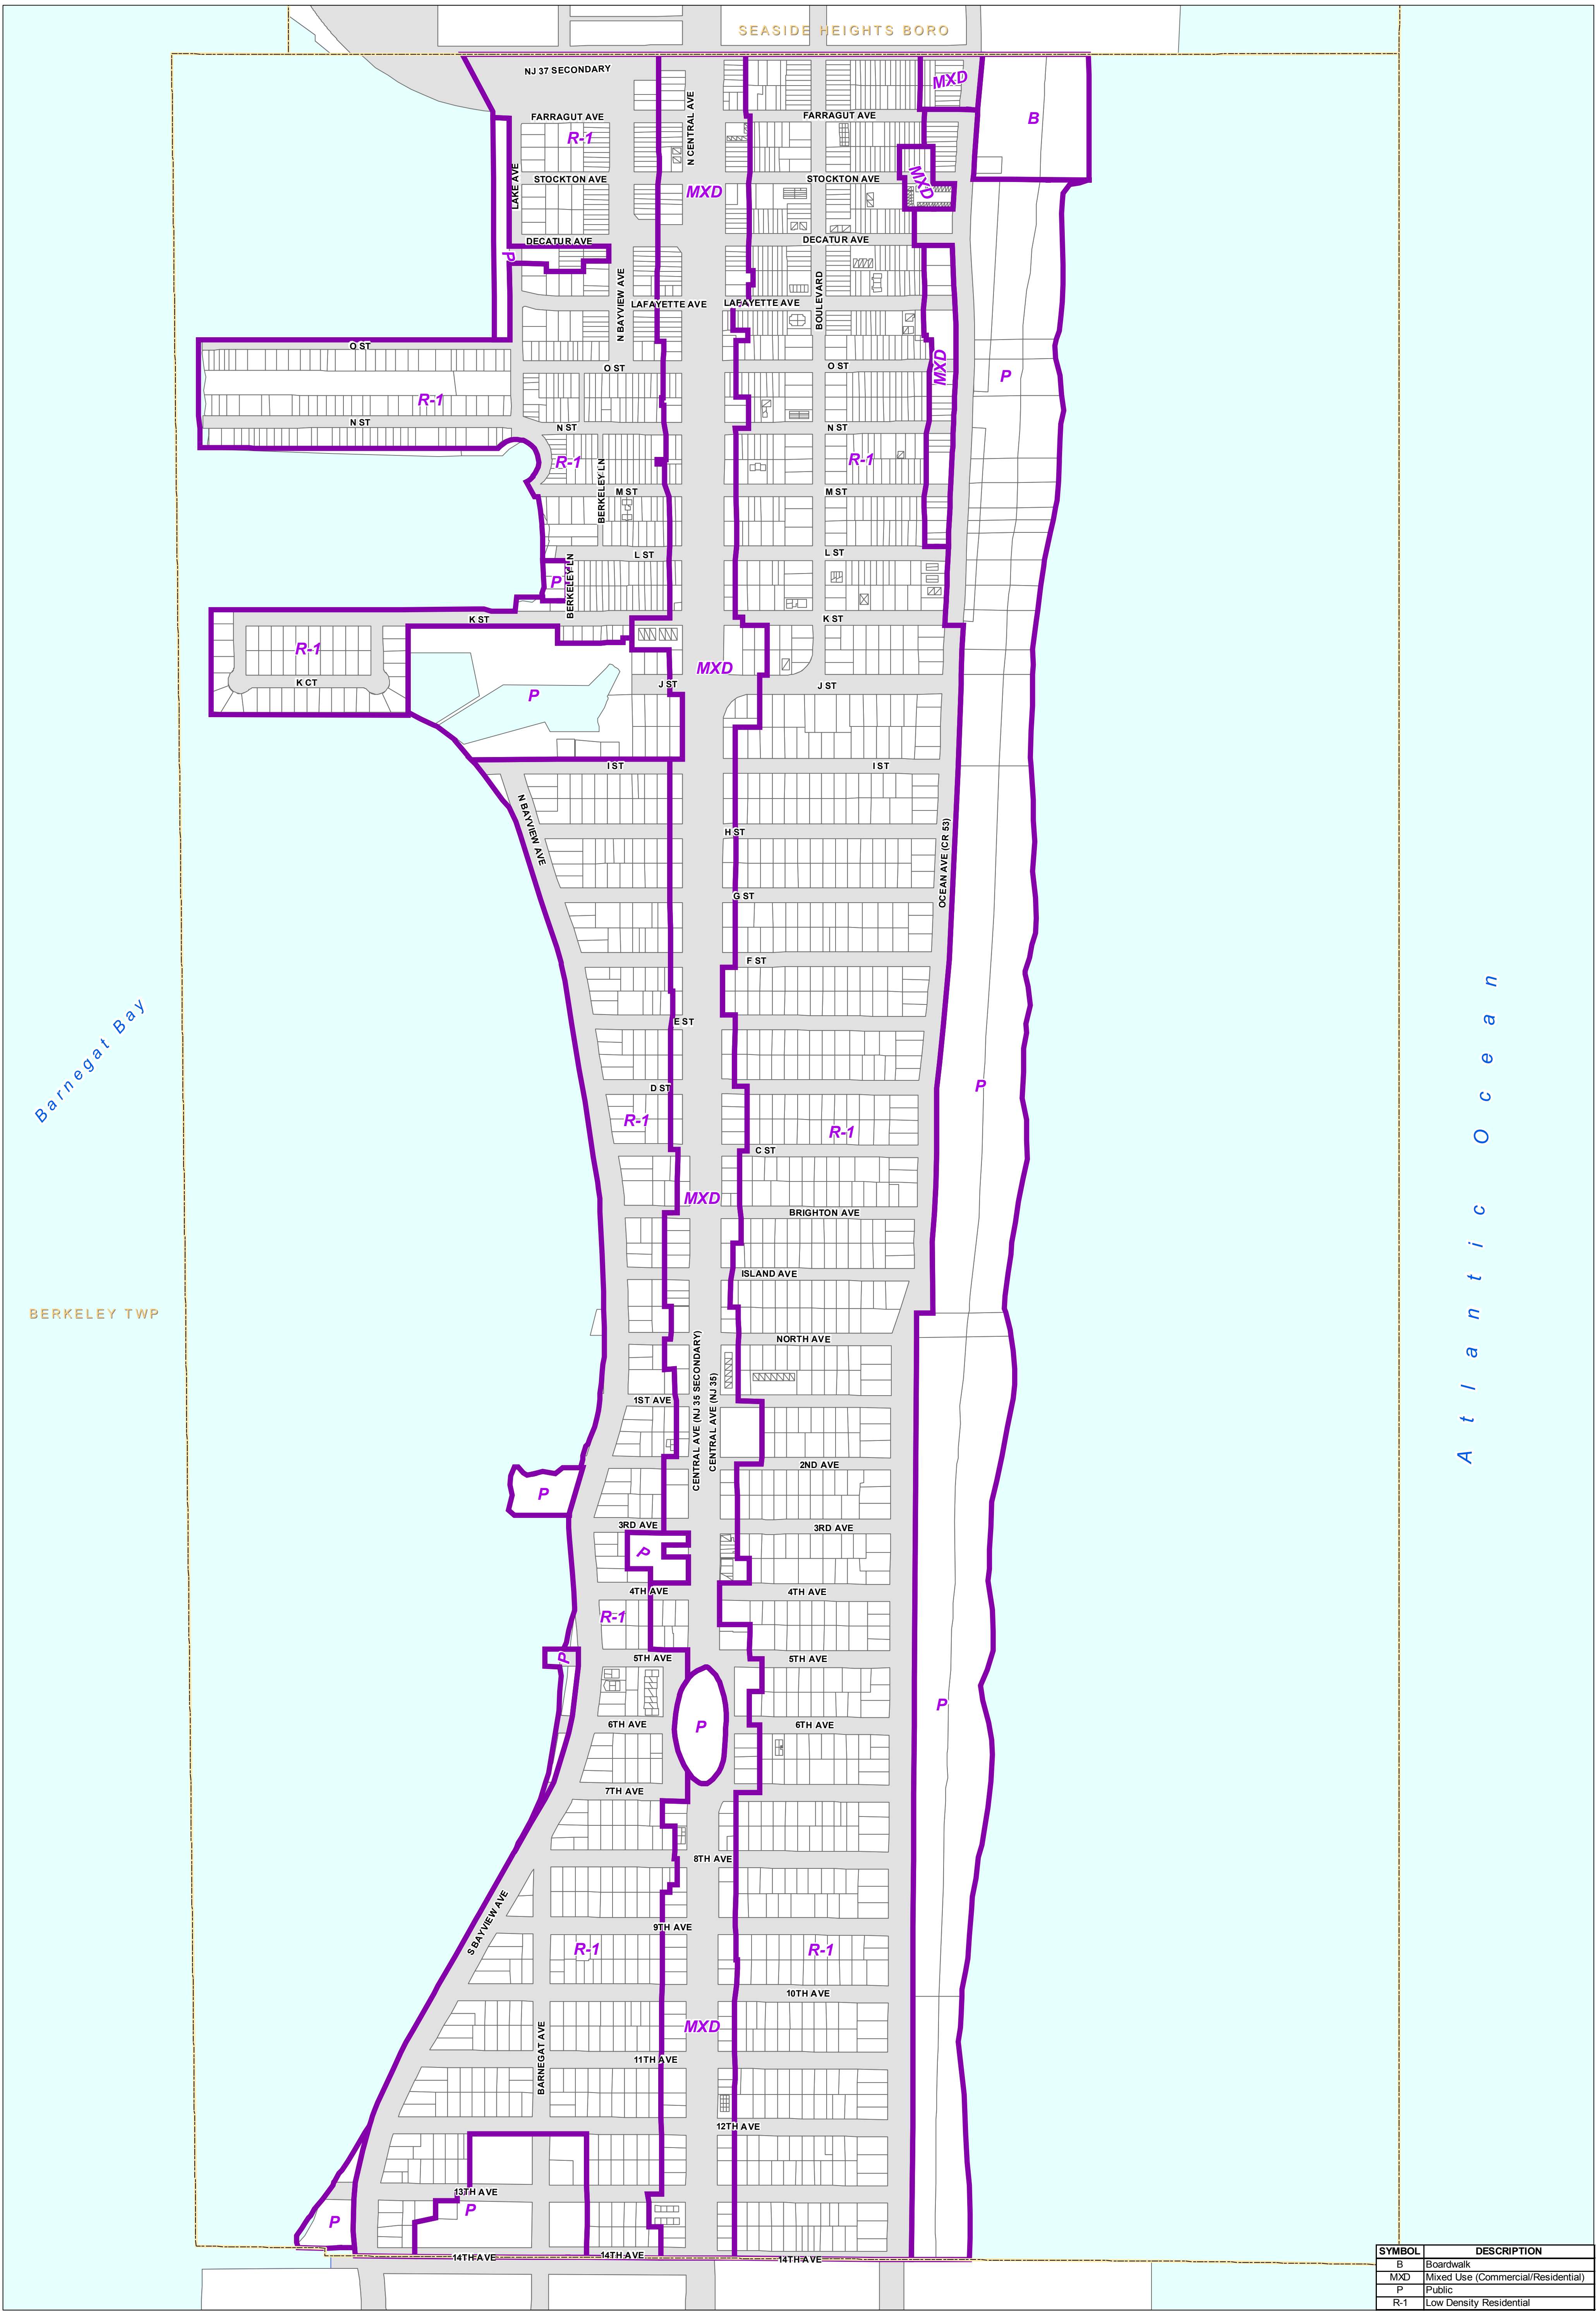 SEASIDE HEIGHTS BORO
NJ 37 SECONDARY
MXD
N CENTRAL AVE
FARRAGUT AVE
FARRAGUT AVE
B
R-1
LAKE AVE
STOCKTON AVE
STOCKTON AVE
MXD
MXD
DECATUR AVE
DECATUR AVE
P
N BAYVIEW AVE
BOULEVARD
LAFAYETTE AVE
LAFAYETTE AVE
O ST
O ST
O ST
MXD
P
R-1
N ST
N ST
N ST
R-1
BERKELEY LN
R-1
M ST
M ST
L ST
L ST
P
BERKELEY LN
K ST
K ST
R-1
MXD
K CT
J ST
J ST
P
I ST
I ST
N BAYVIEW AVE
H ST
OCEAN AVE (CR 53)
G ST
F ST
E ST
Barnegat Bay
Atlantic Ocean
D ST
P
R-1
R-1
C ST
MXD
BRIGHTON AVE
ISLAND AVE
BERKELEY TWP
NORTH AVE
CENTRAL AVE (NJ 35 SECONDARY)
CENTRAL AVE (NJ 35)
1ST AVE
2ND AVE
P
3RD AVE
3RD AVE
P
4TH AVE
4TH AVE
R-1
5TH AVE
5TH AVE
P
P
6TH AVE
6TH AVE
P
7TH AVE
8TH AVE
S BAYVIEW AVE
9TH AVE
R-1
R-1
10TH AVE
MXD
BARNEGAT AVE
11TH AVE
12TH AVE
13TH AVE
P
P
14TH AVE
14TH AVE
14TH AVE
SYMBOL DESCRIPTION
B Boardwalk
MXD Mixed Use (Commercial/Residential)
P Public
R-1 Low Density Residential